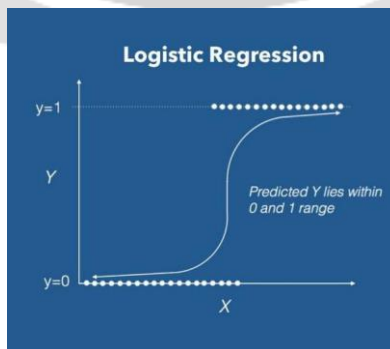 Logistic Regression
y=1
Y
Predicted Y lies within
0 and 1 range
y=0
X